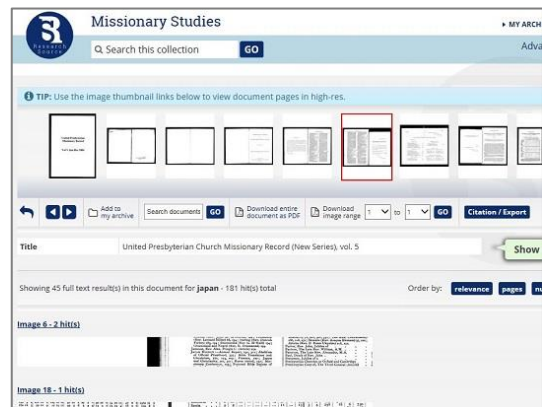 Missionary Studies
MY ARCH
Research Source
Search this collection GO
Adva
TIP: Use the image thumbnail links below to view document pages in high-res.
Add to my archive
Search documents GO
Download entire document as PDF
Download image range 1 to 1 GO
Citation / Export
Title United Presbyterian Church Missionary Record (New Series), vol. 5
Show
Showing 45 full text result(s) in this document for japan - 181 hit(s) total
Order by: relevance pages nu
Image 6 - 2 hit(s)
Image 18 - 1 hit(s)